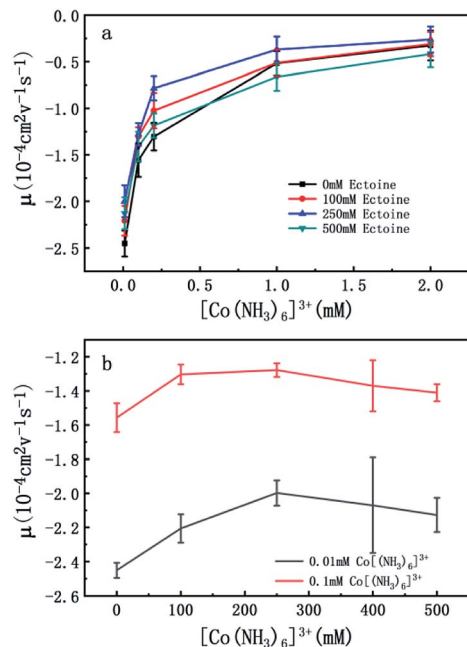 a
0.0
-0.5
-1.0
-1.5
-2.0
-2.5
μ(10⁻⁴cm²v⁻¹s⁻¹)
0mM Ectoine
100mM Ectoine
250mM Ectoine
500mM Ectoine
0.0 0.5 1.0 1.5 2.0
[Co(NH₃)₆]³⁺(mM)
b
-1.2
-1.4
-1.6
-1.8
-2.0
-2.2
-2.4
-2.6
μ(10⁻⁴cm²v⁻¹s⁻¹)
0.01mM Co[(NH₃)₆]³⁺
0.1mM Co[(NH₃)₆]³⁺
0 100 200 300 400 500
[Co(NH₃)₆]³⁺(mM)